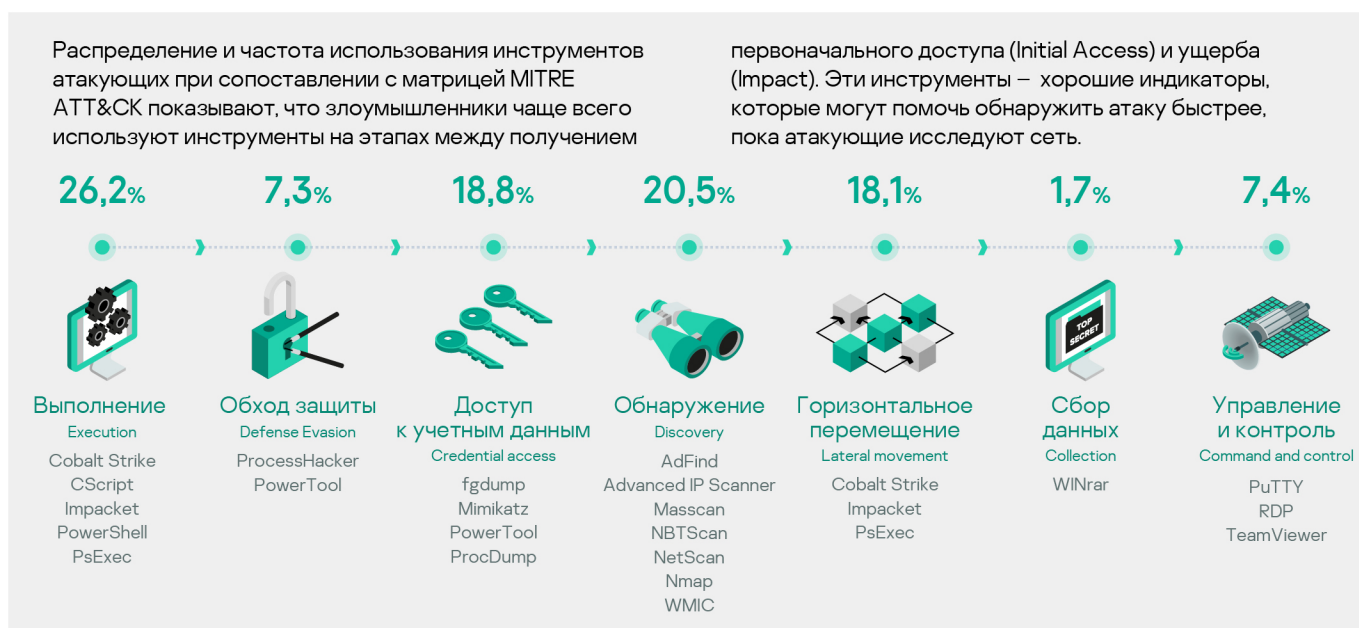 Распределение и частота использования инструментов
атакующих при сопоставлении с матрицей MITRE
ATT&CK показывают, что злоумышленники чаще всего
используют инструменты на этапах между получением
первоначального доступа (Initial Access) и ущерба
(Impact). Эти инструменты – хорошие индикаторы,
которые могут помочь обнаружить атаку быстрее,
пока атакующие исследуют сеть.
26,2%
7,3%
18,8%
20,5%
18,1%
1,7%
7,4%
TOP
SECRET
Выполнение
Execution
Cobalt Strike
CScript
Impacket
PowerShell
PsExec
Обход защиты
Defense Evasion
ProcessHacker
PowerTool
Доступ
к учетным данным
Credential access
fgdump
Mimikatz
PowerTool
ProcDump
Обнаружение
Discovery
AdFind
Advanced IP Scanner
Masscan
NBTScan
NetScan
Nmap
WMIC
Горизонтальное
перемещение
Lateral movement
Cobalt Strike
Impacket
PsExec
Сбор
данных
Collection
WINrar
Управление
и контроль
Command and control
PuTTY
RDP
TeamViewer